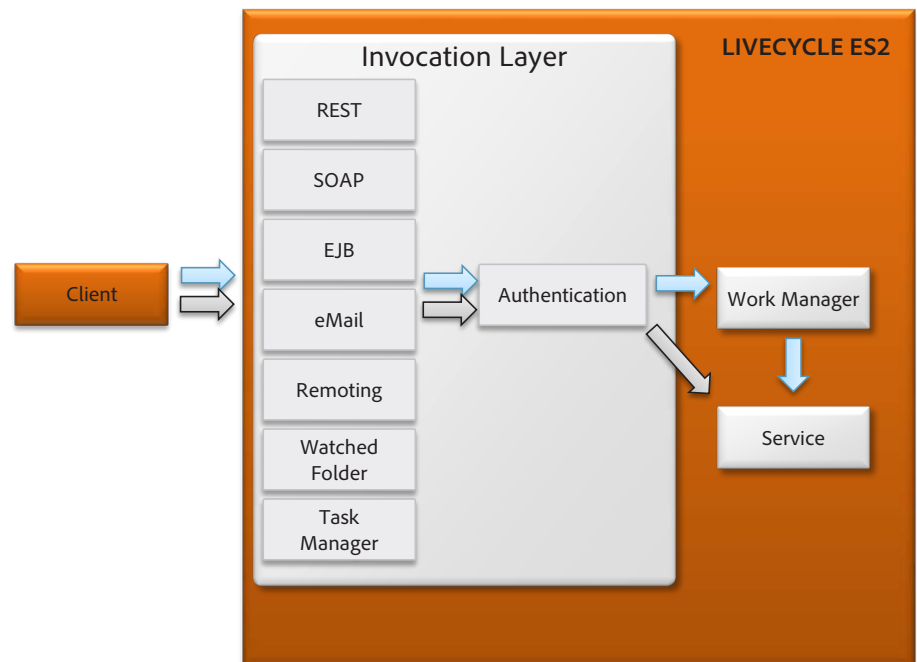 Invocation Layer
LIVECYCLE ES2
REST
SOAP
EJB
eMail
Remoting
Watched
Folder
Task
Manager
Client
Authentication
Work Manager
Service